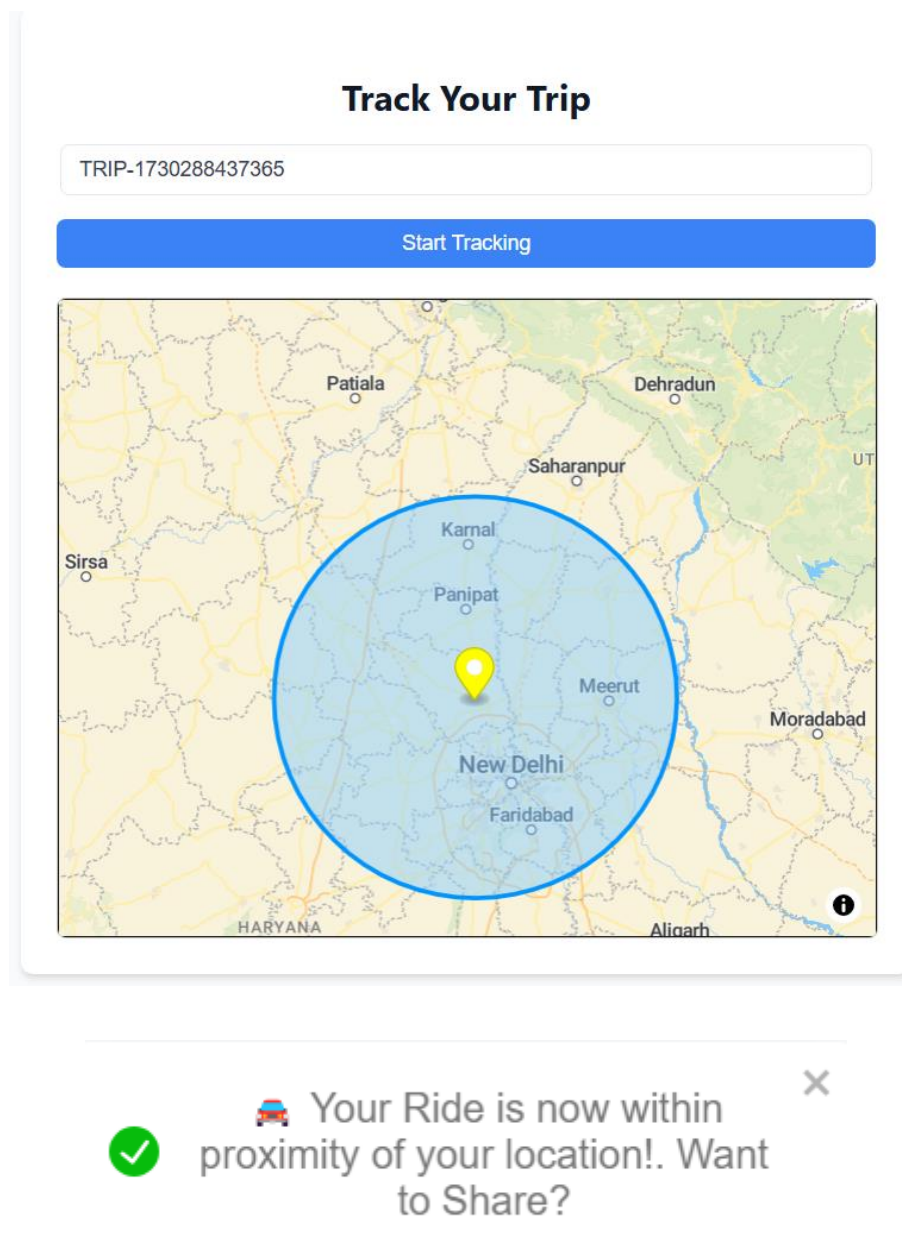 Track Your Trip
TRIP-1730288437365
Start Tracking
Patiala
Dehradun
Saharanpur
UT
Karnal
Sirsa
Panipat
Meerut
Moradabad
New Delhi
Faridabad
HARYANA
Aligarh
🚘 Your Ride is now within
proximity of your location!. Want
to Share?